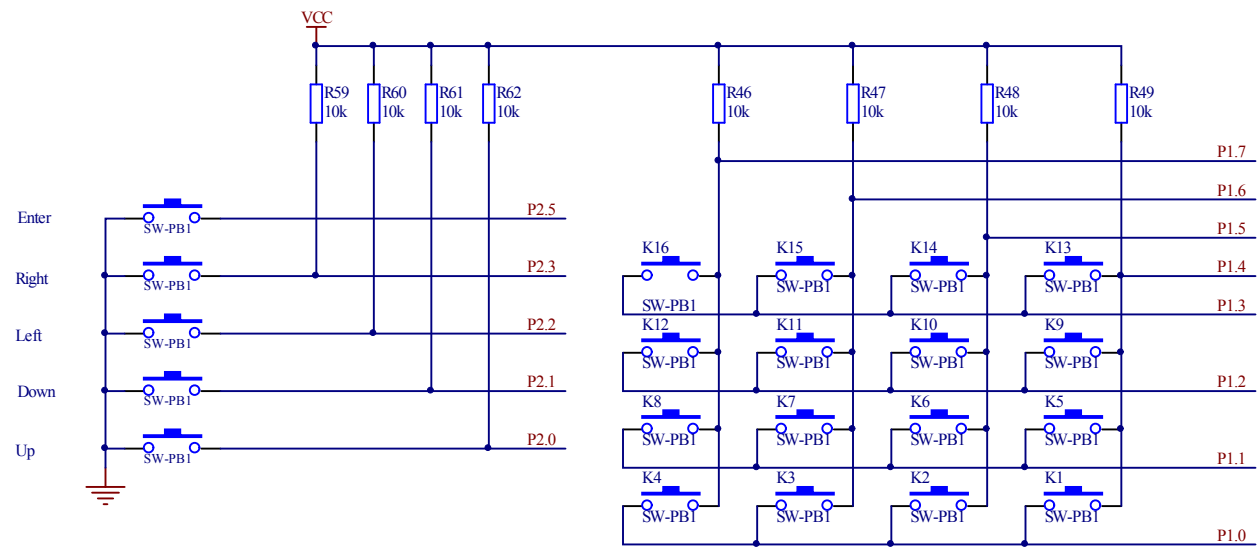 VCC
R59 R60 R61 R62 R46 R47 R48 R49
10k 10k 10k 10k 10k 10k 10k 10k
P1.7
P1.6
Enter P2.5
SW-PB1
P1.5
K16 K15 K14 K13
Right P2.3 P1.4
SW-PB1 SW-PB1 SW-PB1 SW-PB1
SW-PB1 P1.3
Left P2.2
K12 K11 K10 K9
SW-PB1 SW-PB1 SW-PB1 SW-PB1 SW-PB1
Down P2.1 P1.2
SW-PB1
K8 K7 K6 K5
Up P2.0
SW-PB1 SW-PB1 SW-PB1 SW-PB1
SW-PB1 P1.1
K4 K3 K2 K1
SW-PB1 SW-PB1 SW-PB1 SW-PB1
P1.0